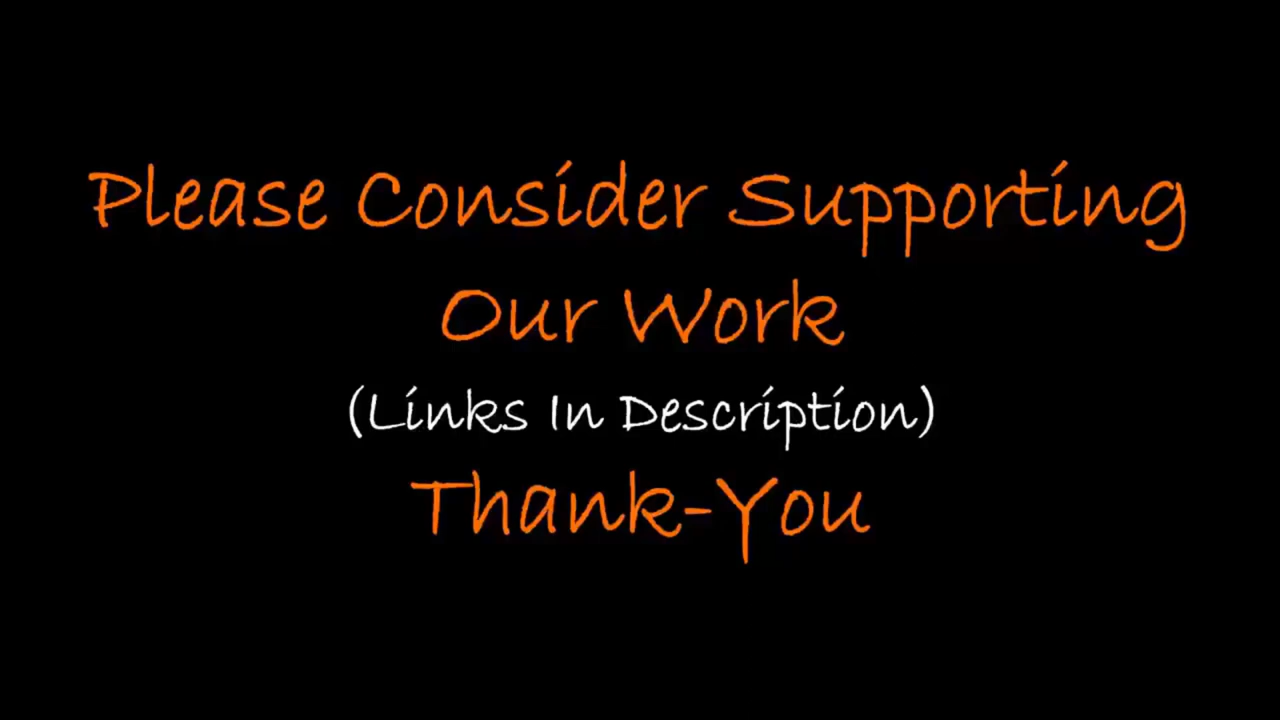 Please Consider Supporting
Our Work
(Links In Description)
Thank-You